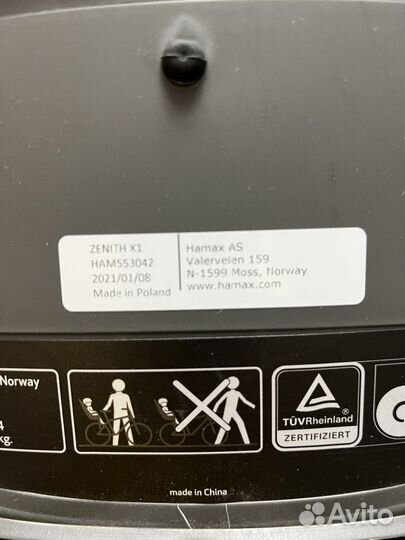 ZENITH X1
HAM553042
2021/01/08
Made in Poland
Hamax AS
Valerveien 159
N-1599 Moss, Norway
www.hamax.com
Norway
4
kg.
TÜVRheinland
ZERTIFIZIERT
made in China
Avito